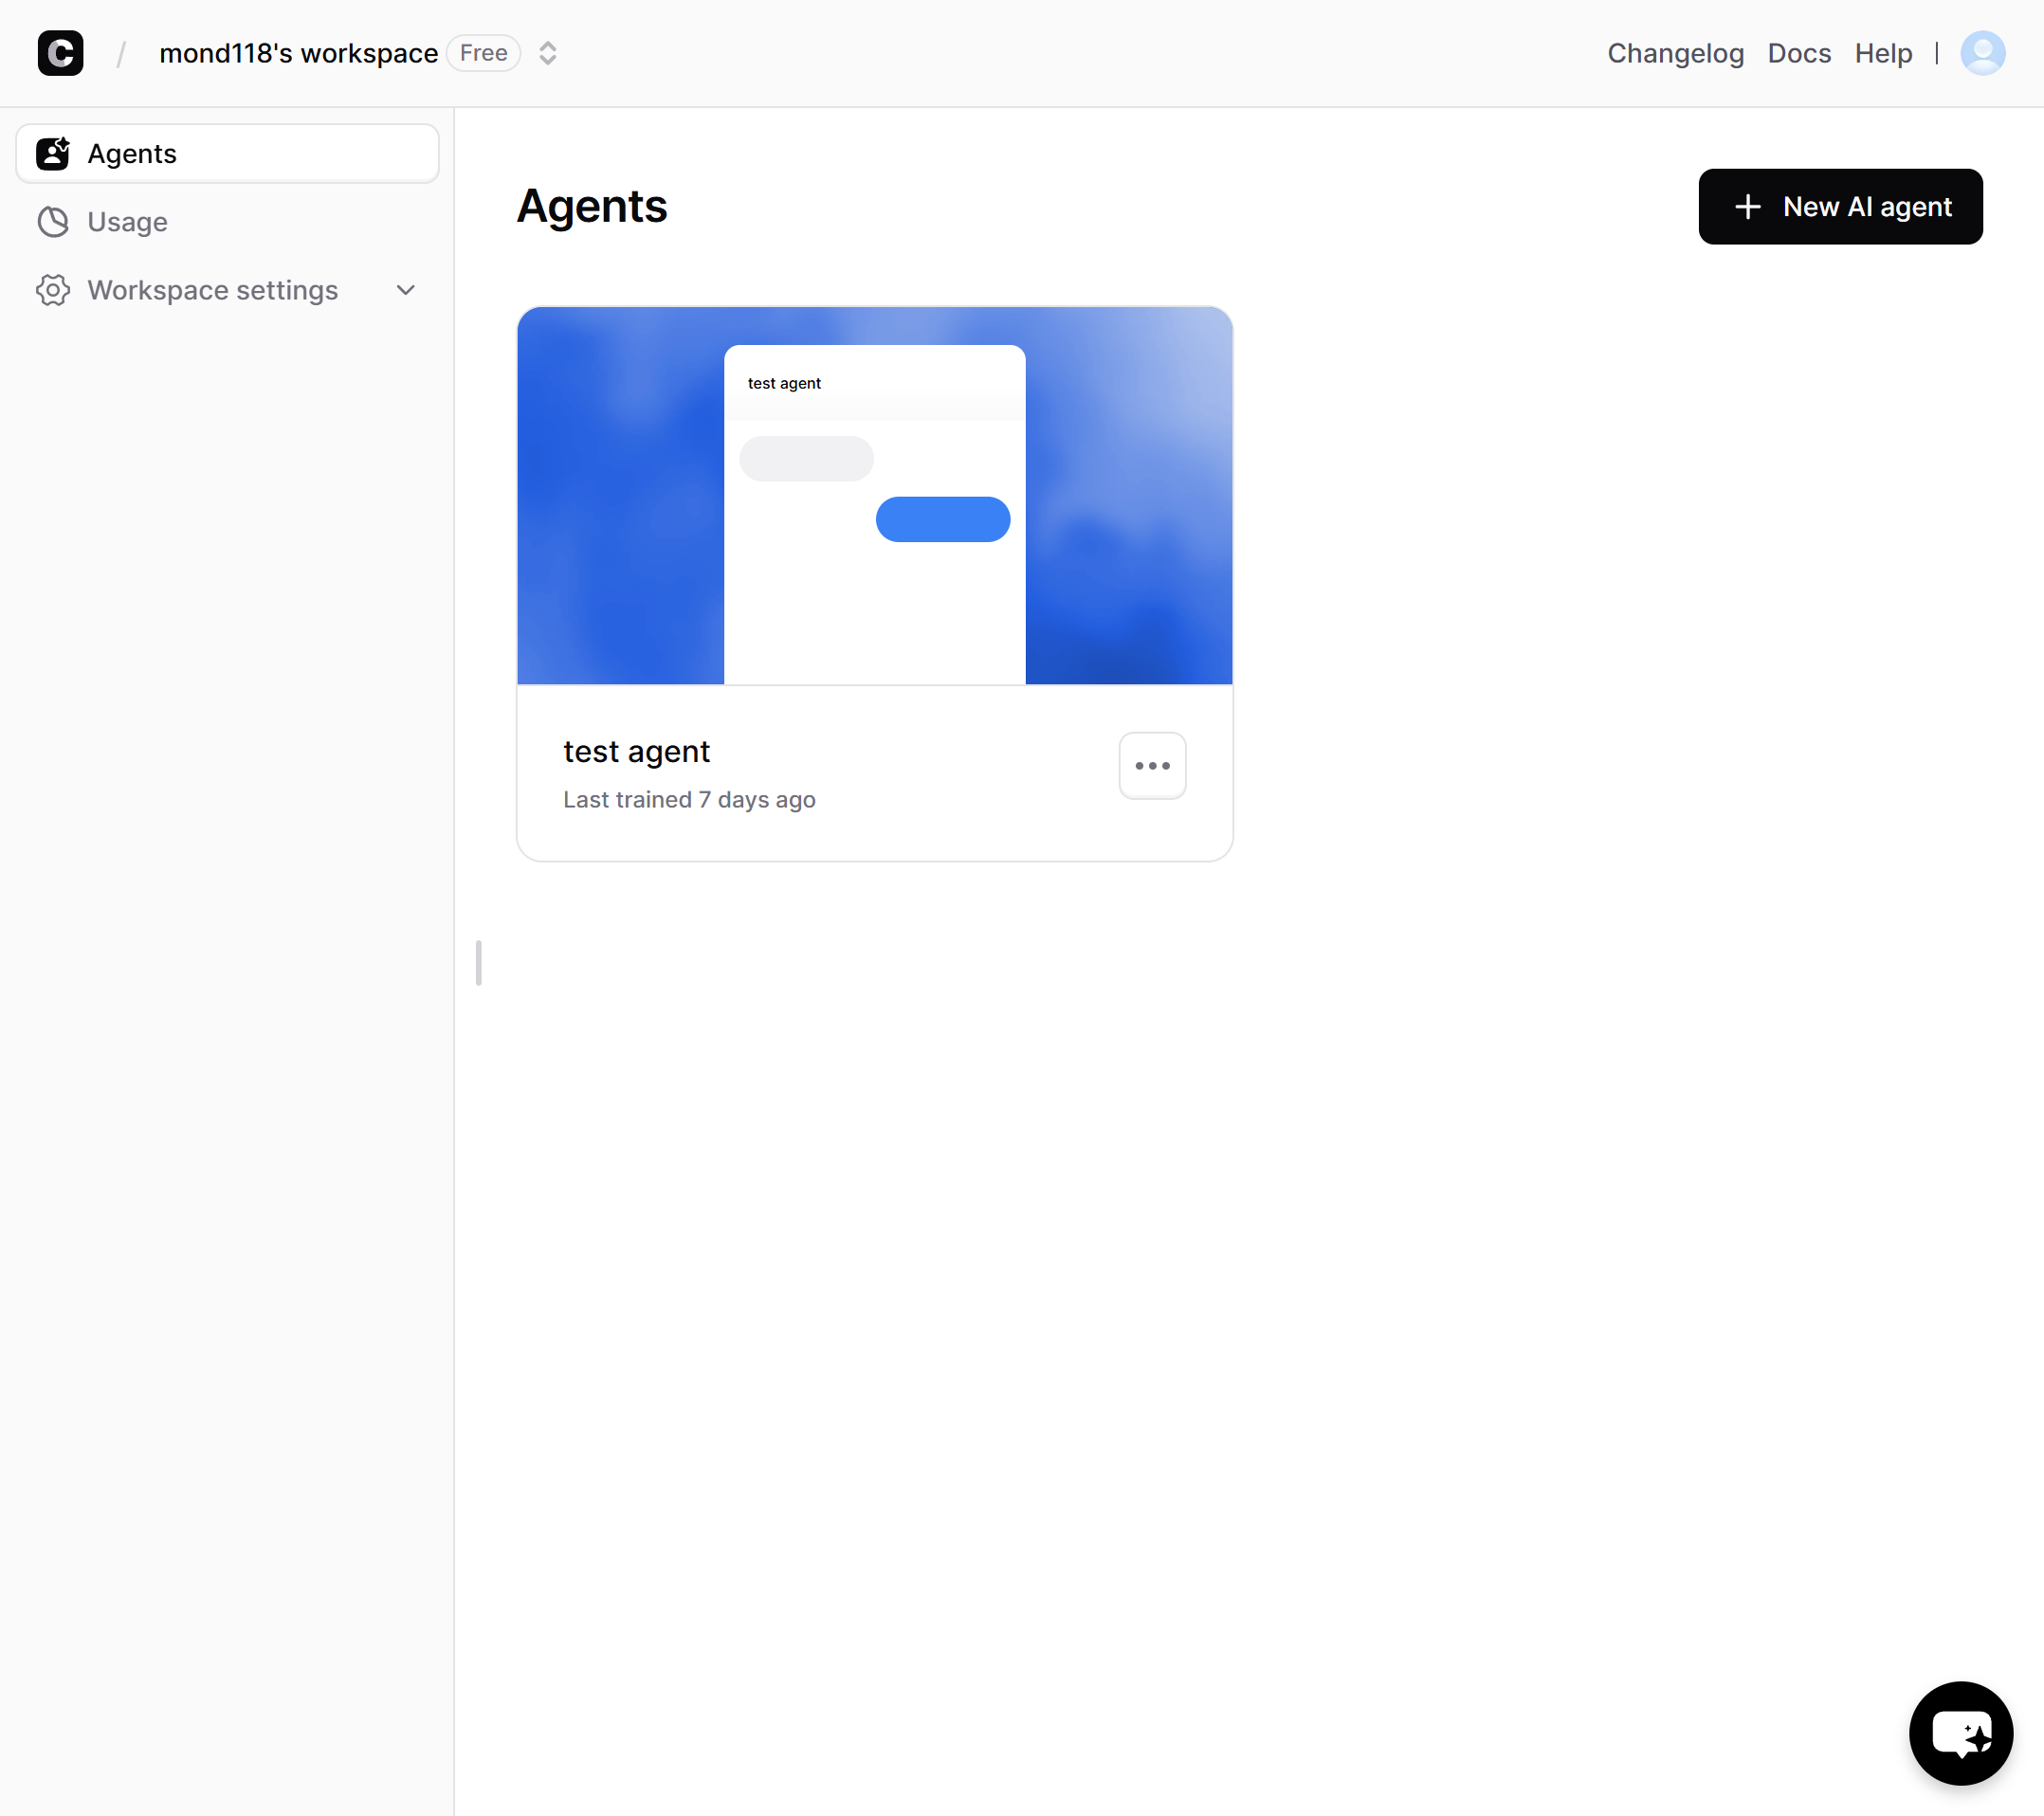 C / mond118's workspace Free
Changelog Docs Help
Agents
Usage
Workspace settings
Agents
New AI agent
test agent
test agent
Last trained 7 days ago